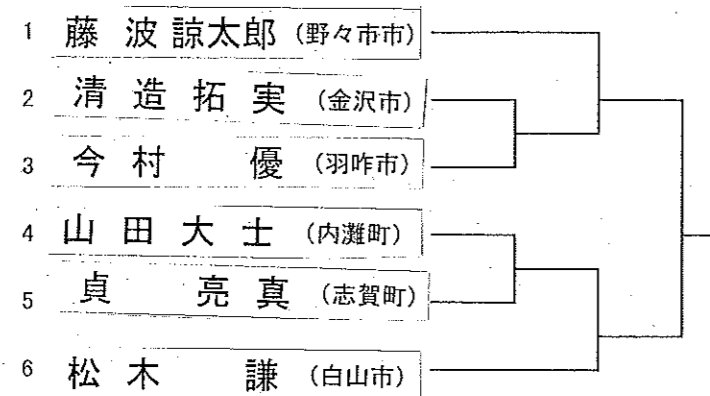 1 藤波諒太郎 (野々市市)
2 清造拓実 (金沢市)
3 今村 優 (羽咋市)
4 山田大士 (内灘町)
5 貞 亮真 (志賀町)
6 松木 謙 (白山市)